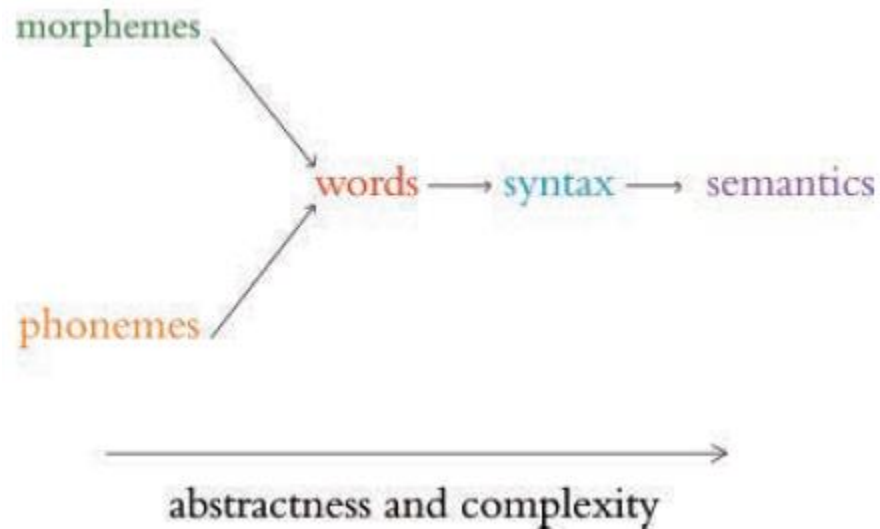 morphemes
words
syntax
semantics
phonemes
abstractness and complexity